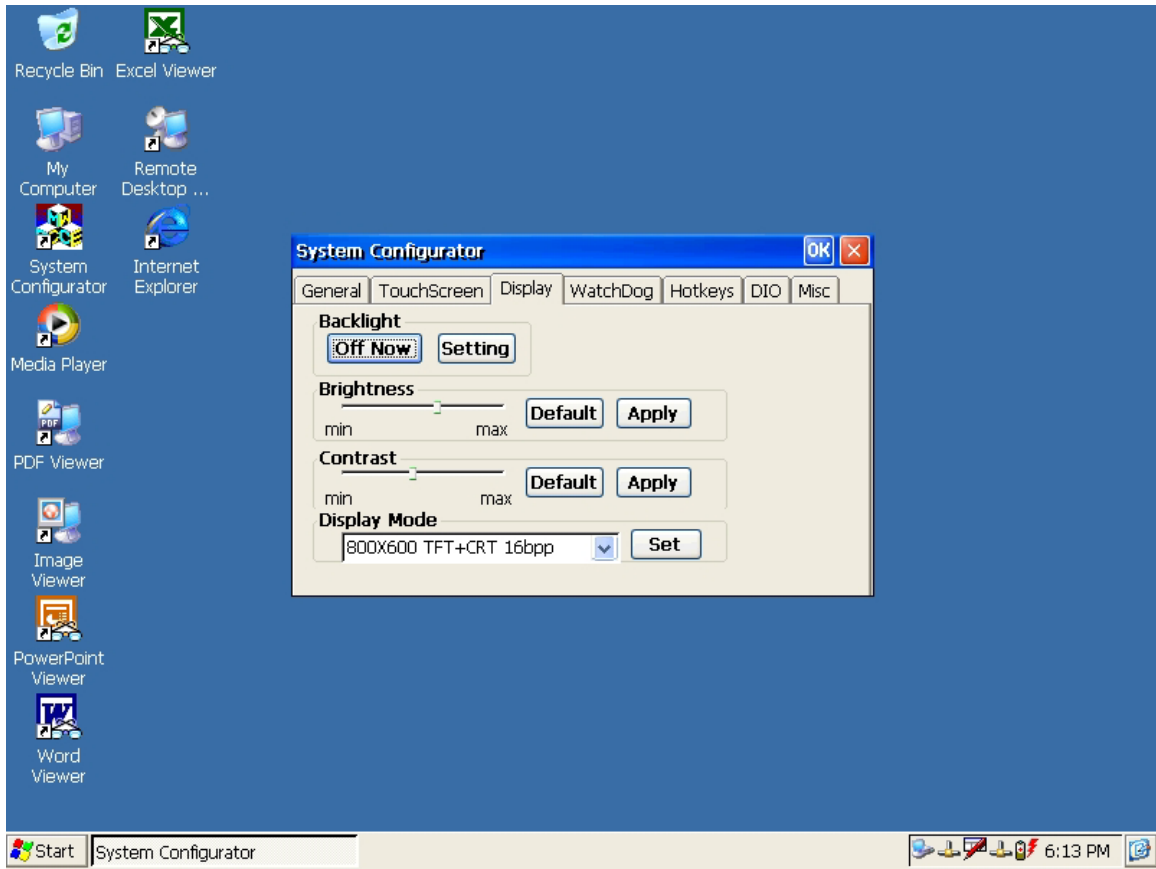 Recycle Bin
Excel Viewer
My
Computer
Remote
Desktop ...
System
Configurator
Internet
Explorer
Media Player
PDF
PDF Viewer
Image
Viewer
PowerPoint
Viewer
Word
Viewer
System Configurator OK
General TouchScreen Display WatchDog Hotkeys DIO Misc
Backlight
Off Now Setting
Brightness
min max Default Apply
Contrast
min max Default Apply
Display Mode
800X600 TFT+CRT 16bpp Set
Start System Configurator 6:13 PM